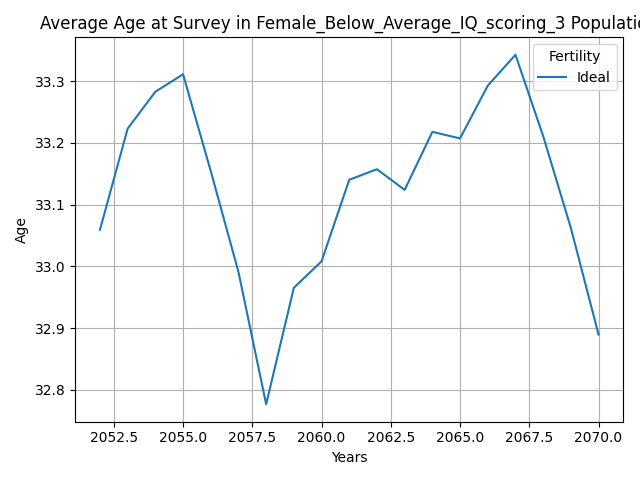 Average Age at Survey in Female_Below_Average_IQ_scoring_3 Populatio
Fertility
Ideal
33.3
33.2
33.1
33.0
32.9
32.8
Age
2052.5 2055.0 2057.5 2060.0 2062.5 2065.0 2067.5 2070.0
Years